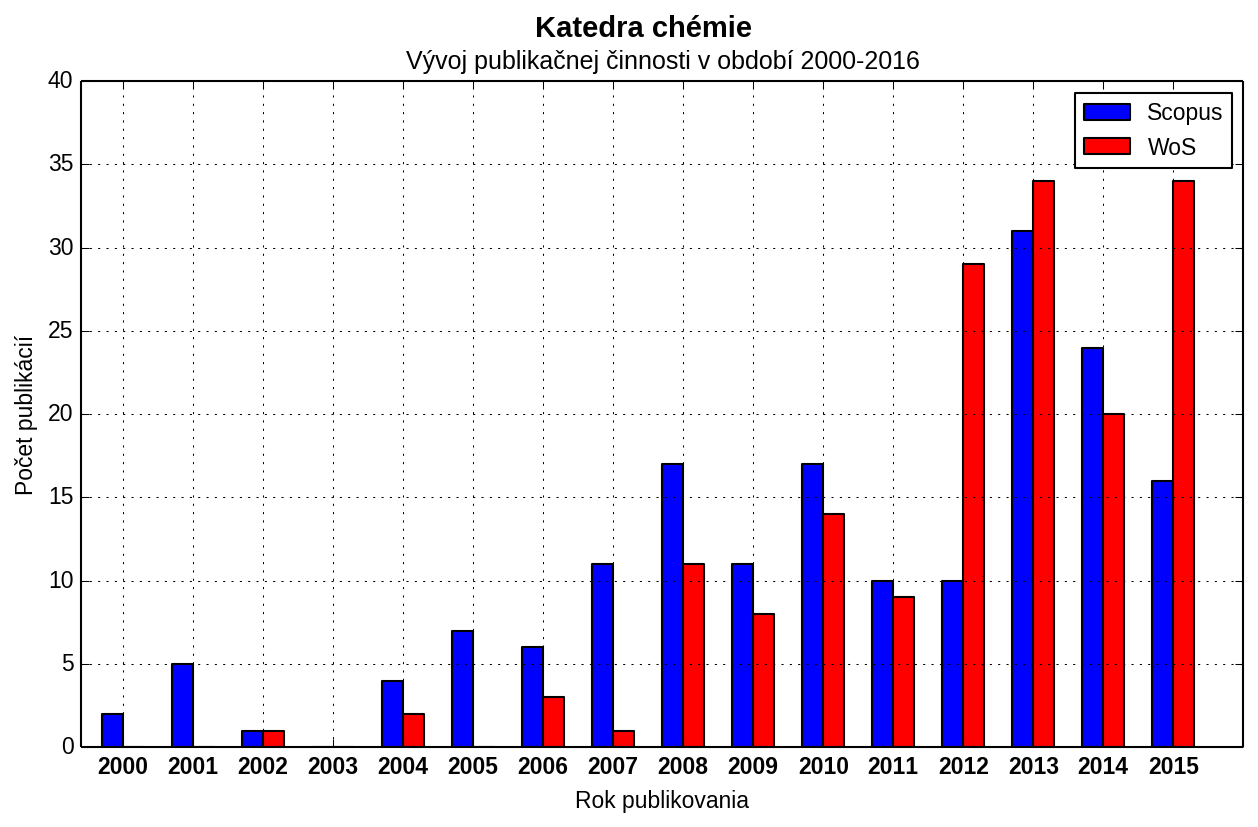 Katedra chémie
Vývoj publikačnej činnosti v období 2000-2016
40
35
30
25
20
15
10
5
0
Počet publikácií
Scopus
WoS
2000 2001 2002 2003 2004 2005 2006 2007 2008 2009 2010 2011 2012 2013 2014 2015
Rok publikovania